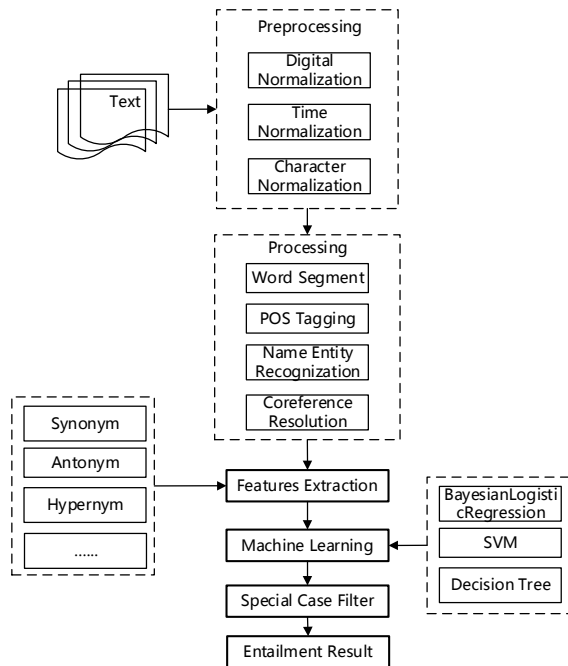 Preprocessing
Digital
Normalization
Text
Time
Normalization
Character
Normalization
Processing
Word Segment
POS Tagging
Name Entity
Recognization
Coreference
Resolution
Synonym
Antonym
Hypernym
......
Features Extraction
BayesianLogisti
cRegression
Machine Learning
SVM
Decision Tree
Special Case Filter
Entailment Result